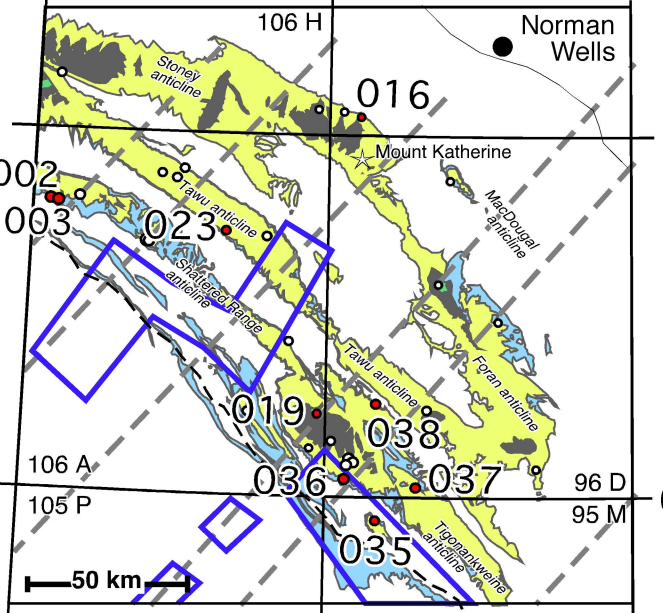 106 H
Norman
Wells
Stoney
anticline
016
Mount Katherine
002
Tawu anticline
MacDougal
anticline
003
023
Shattered Range
anticline
Tawu anticline
Foran anticline
019
038
106 A
036
037
96 D
105 P
95 M
035
Tigonankweine
anticline
50 km